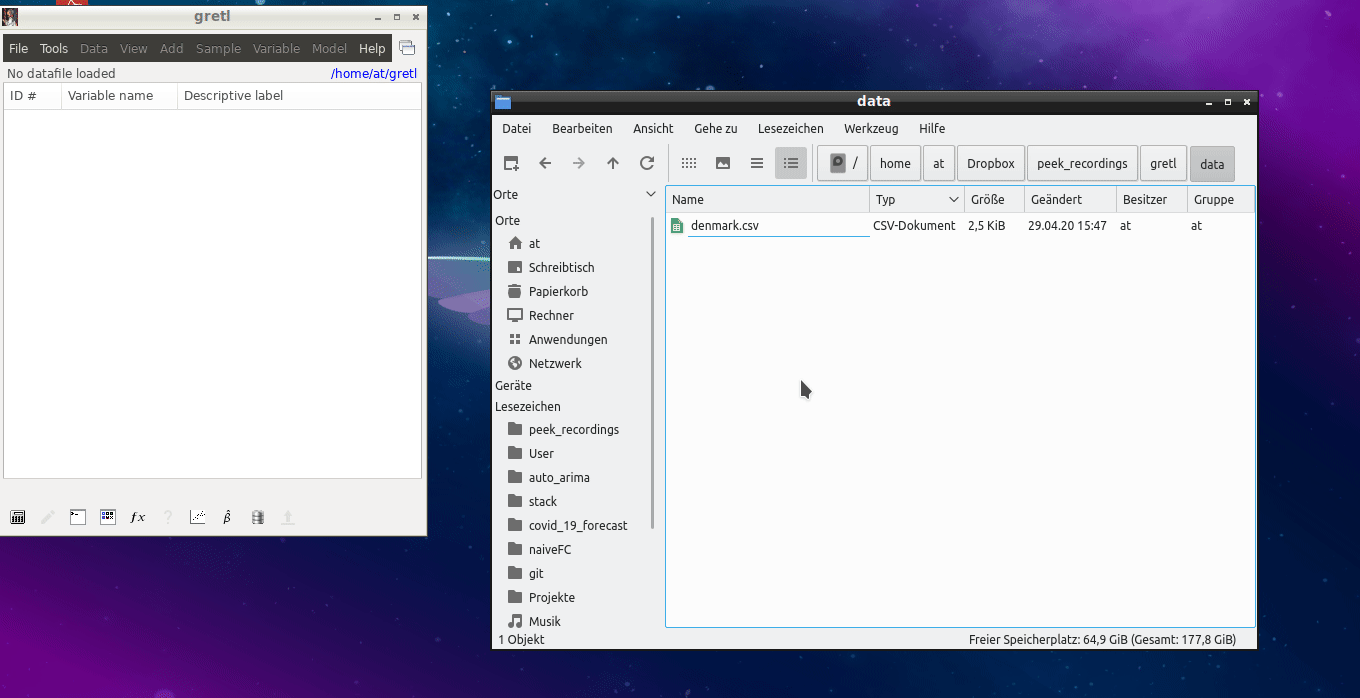 gretl
File Tools Data View Add Sample Variable Model Help
No datafile loaded /home/at/gretl
ID # Variable name Descriptive label
fx ? β̂
data
Datei Bearbeiten Ansicht Gehe zu Lesezeichen Werkzeug Hilfe
/ home at Dropbox peek_recordings gretl data
Orte
Orte
at
Schreibtisch
Papierkorb
Rechner
Anwendungen
Netzwerk
Geräte
Lesezeichen
peek_recordings
User
auto_arima
stack
covid_19_forecast
naiveFC
git
Projekte
Musik
Name Typ Größe Geändert Besitzer Gruppe
denmark.csv CSV-Dokument 2,5 KiB 29.04.20 15:47 at at
1 Objekt Freier Speicherplatz: 64,9 GiB (Gesamt: 177,8 GiB)